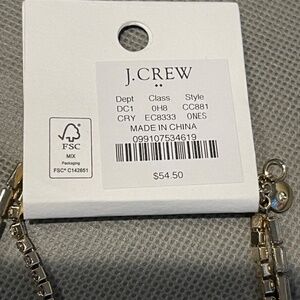 J.CREW
Dept Class Style
DC1 0H8 CC881
CRY EC8333 0NES
MADE IN CHINA
099107534619
$54.50
FSC
MIX
Packaging
FSC® C142651